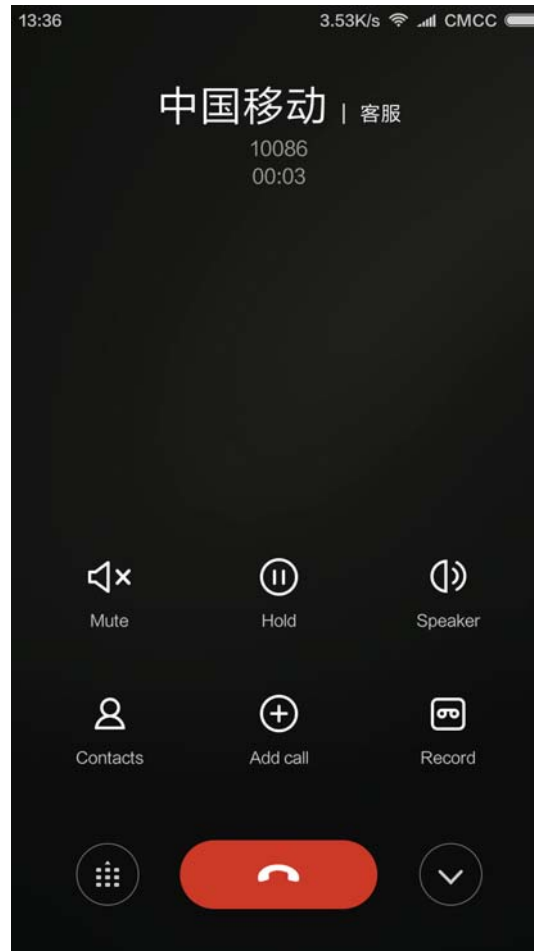 13:36 3.53K/s CMCC
中国移动 | 客服
10086
00:03
Mute Hold Speaker
Contacts Add call Record